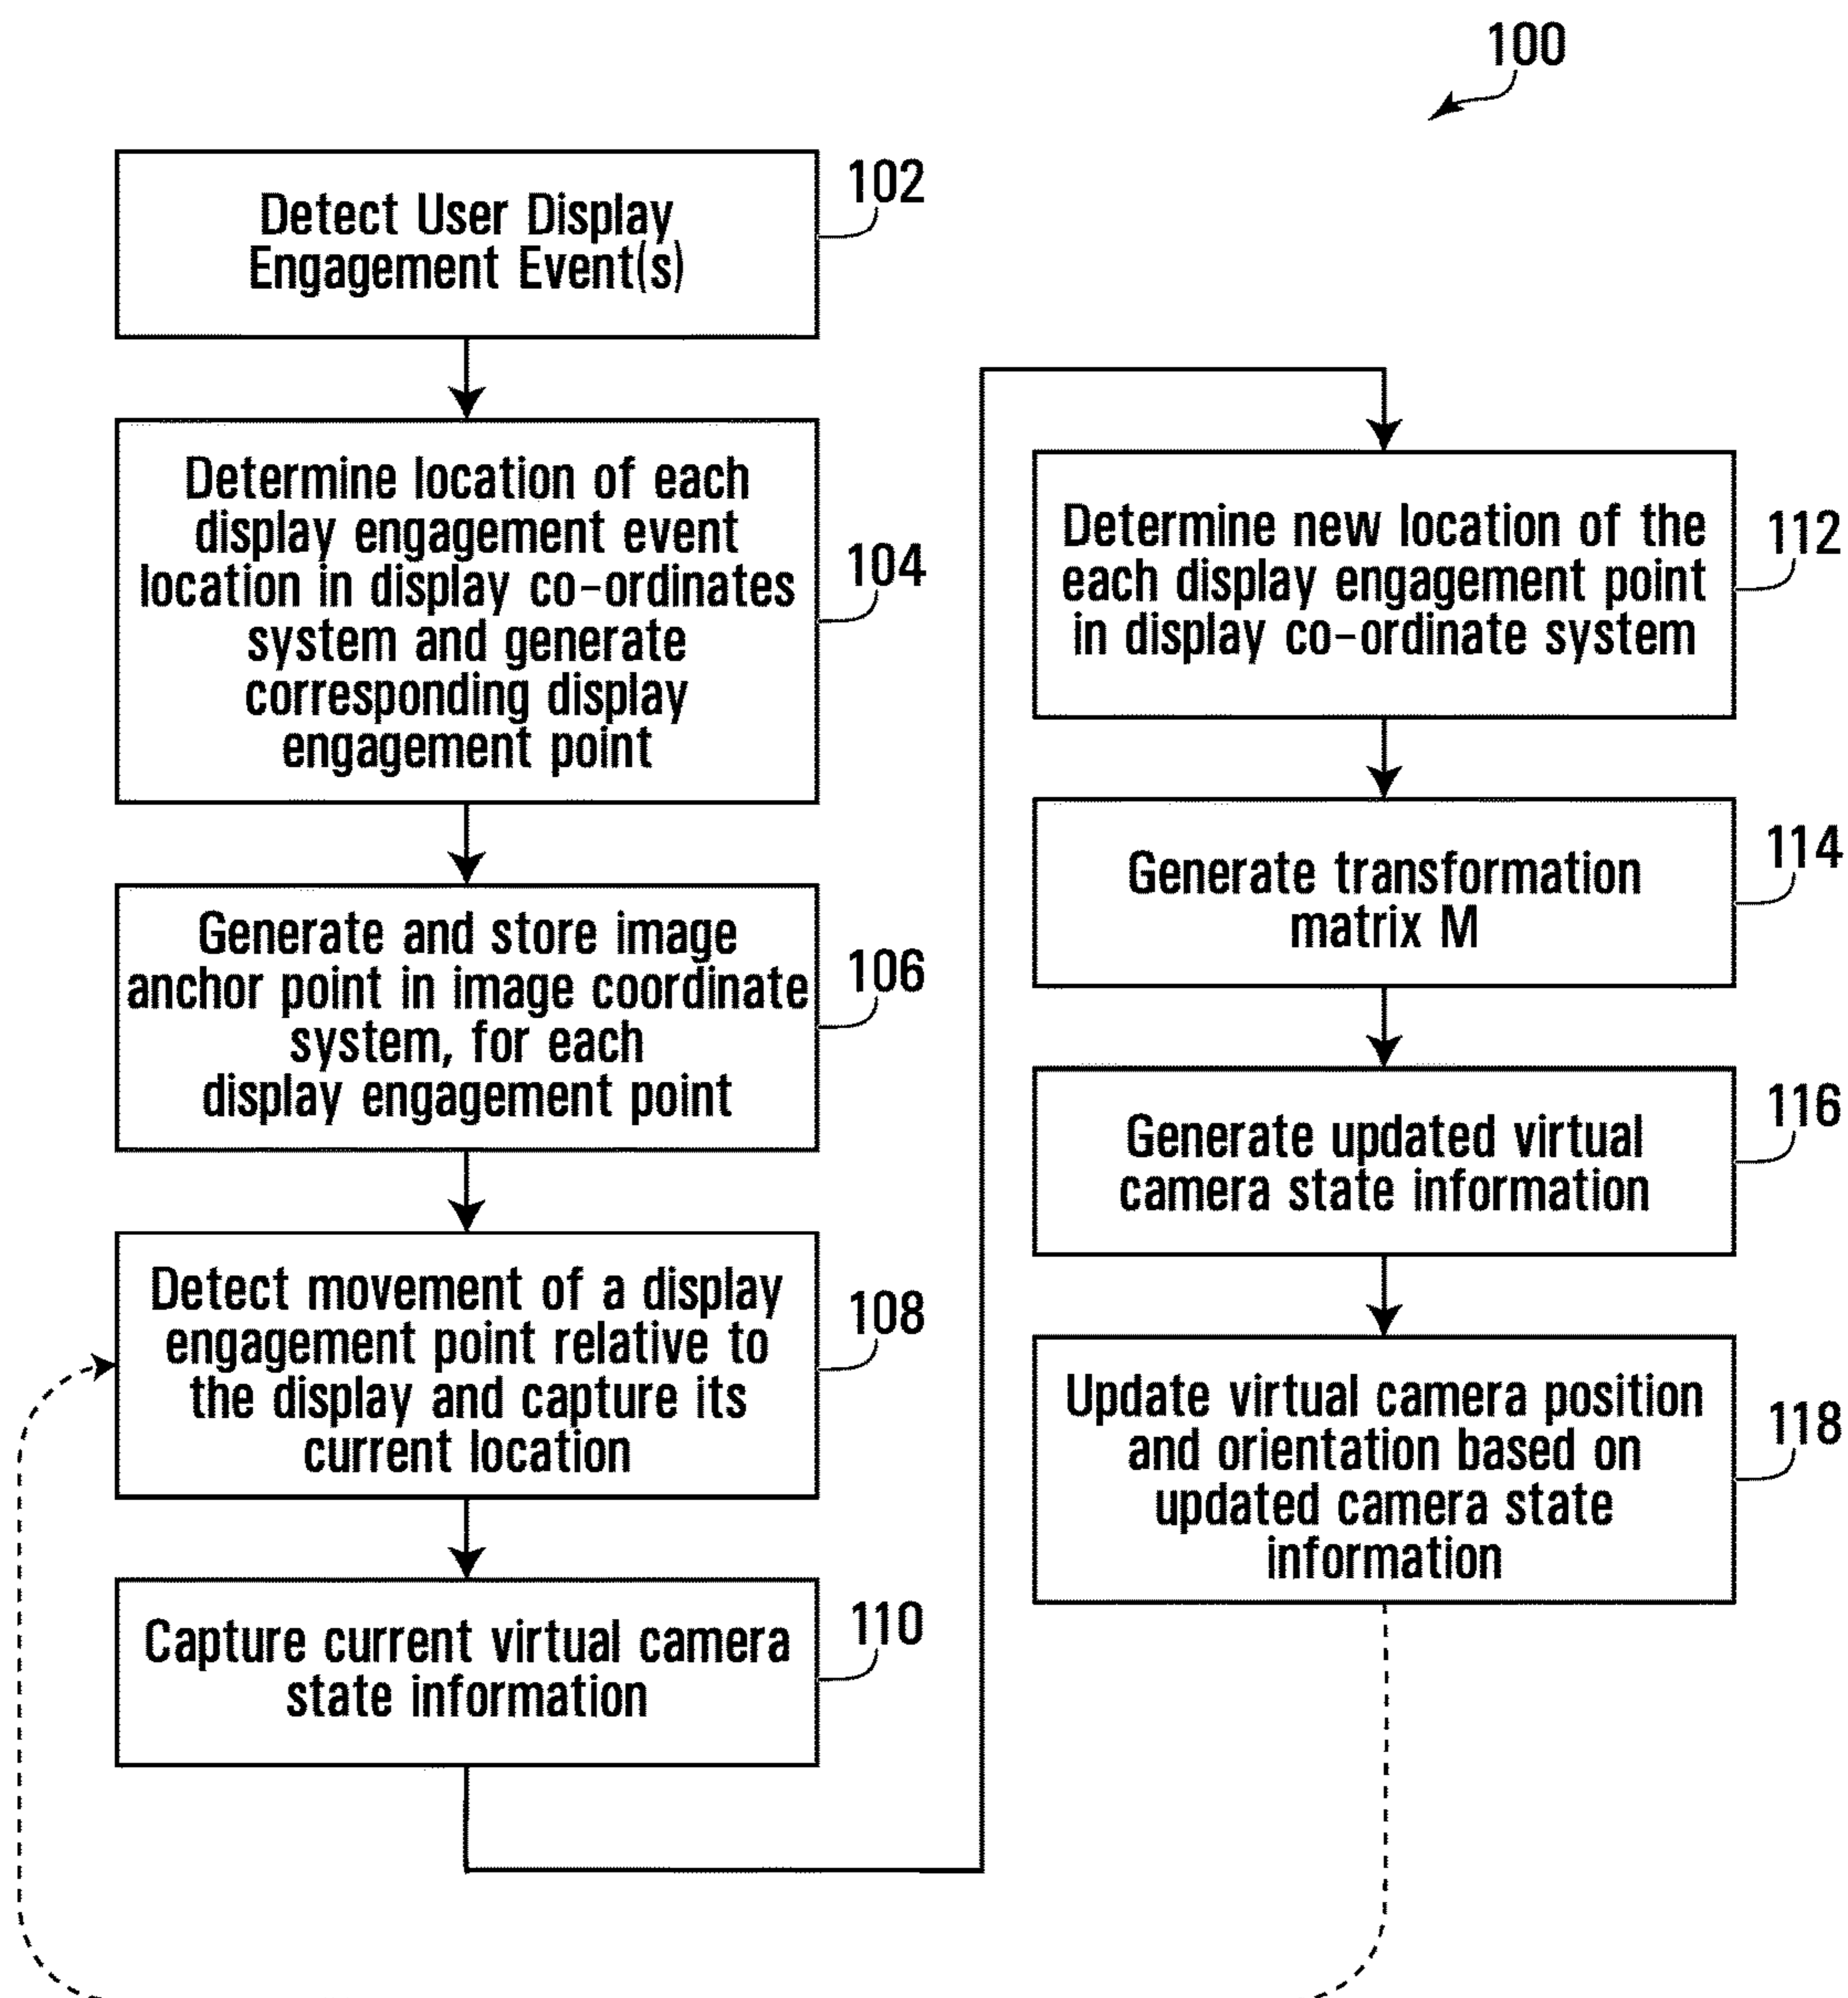 100
Detect User Display
Engagement Event(s)
102
Determine location of each
display engagement event
location in display co-ordinates
system and generate
corresponding display
engagement point
104
Generate and store image
anchor point in image coordinate
system, for each
display engagement point
106
Detect movement of a display
engagement point relative to
the display and capture its
current location
108
Capture current virtual camera
state information
110
Determine new location of the
each display engagement point
in display co-ordinate system
112
Generate transformation
matrix M
114
Generate updated virtual
camera state information
116
Update virtual camera position
and orientation based on
updated camera state
information
118